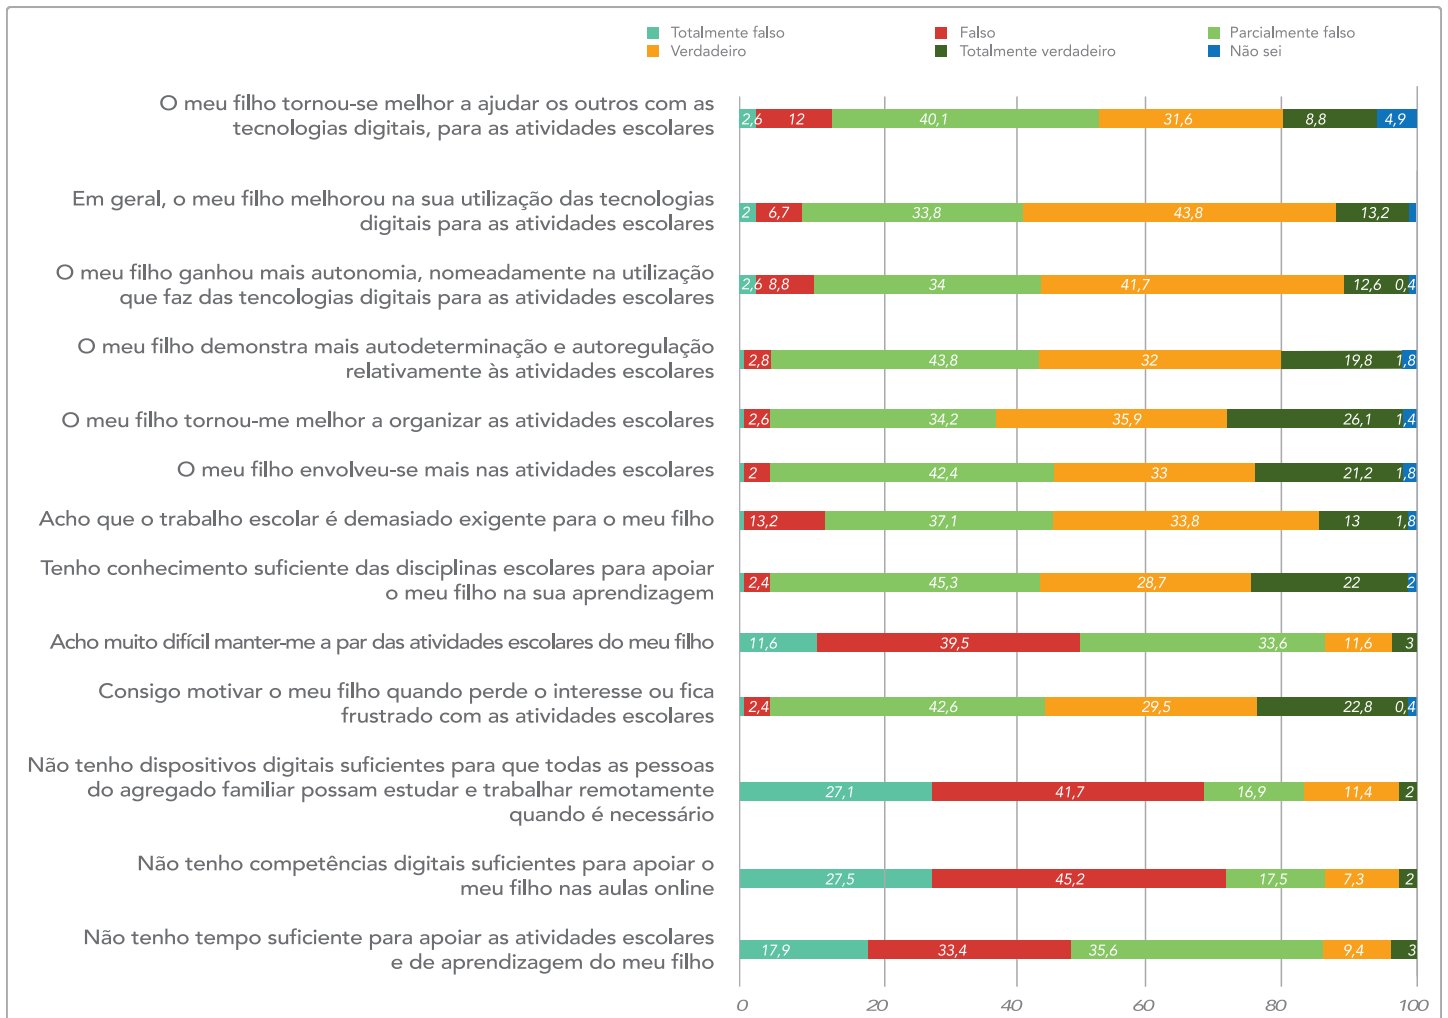 Totalmente falso Falso Parcialmente falso
Verdadeiro Totalmente verdadeiro Não sei
O meu filho tornou-se melhor a ajudar os outros com as
tecnologias digitais, para as atividades escolares
2,6 12 40,1 31,6 8,8 4,9
Em geral, o meu filho melhorou na sua utilização das tecnologias
digitais para as atividades escolares
2 6,7 33,8 43,8 13,2
O meu filho ganhou mais autonomia, nomeadamente na utilização
que faz das tencologias digitais para as atividades escolares
2,6 8,8 34 41,7 12,6 0,4
O meu filho demonstra mais autodeterminação e autoregulação
relativamente às atividades escolares
2,8 43,8 32 19,8 1,8
O meu filho tornou-me melhor a organizar as atividades escolares
2,6 34,2 35,9 26,1 1,4
O meu filho envolveu-se mais nas atividades escolares
2 42,4 33 21,2 1,8
Acho que o trabalho escolar é demasiado exigente para o meu filho
13,2 37,1 33,8 13 1,8
Tenho conhecimento suficiente das disciplinas escolares para apoiar
o meu filho na sua aprendizagem
2,4 45,3 28,7 22 2
Acho muito difícil manter-me a par das atividades escolares do meu filho
11,6 39,5 33,6 11,6 3
Consigo motivar o meu filho quando perde o interesse ou fica
frustrado com as atividades escolares
2,4 42,6 29,5 22,8 0,4
Não tenho dispositivos digitais suficientes para que todas as pessoas
do agregado familiar possam estudar e trabalhar remotamente
quando é necessário
27,1 41,7 16,9 11,4 2
Não tenho competências digitais suficientes para apoiar o
meu filho nas aulas online
27,5 45,2 17,5 7,3 2
Não tenho tempo suficiente para apoiar as atividades escolares
e de aprendizagem do meu filho
17,9 33,4 35,6 9,4 3
0 20 40 60 80 100